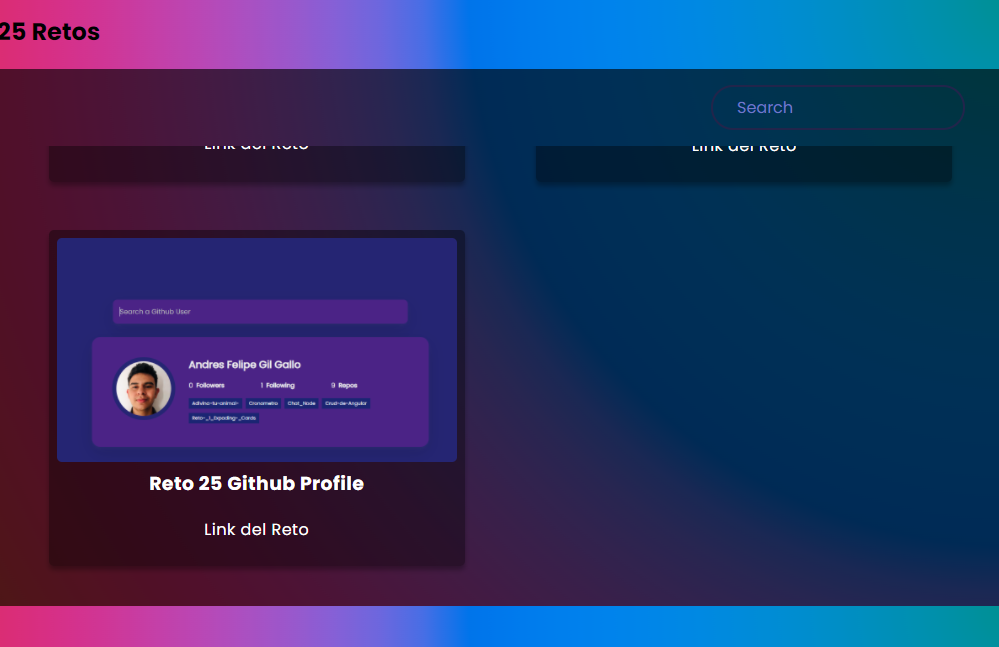 25 Retos
Search
Link del Reto
Link del Reto
Search a Github User
Andres Felipe Gil Gallo
0 Followers 1 Following 9 Repos
Adivina-tu-animal- Cronometro Chat_Node Crud-de-Angular
Reto-_1_Expading-_Cards
Reto 25 Github Profile
Link del Reto